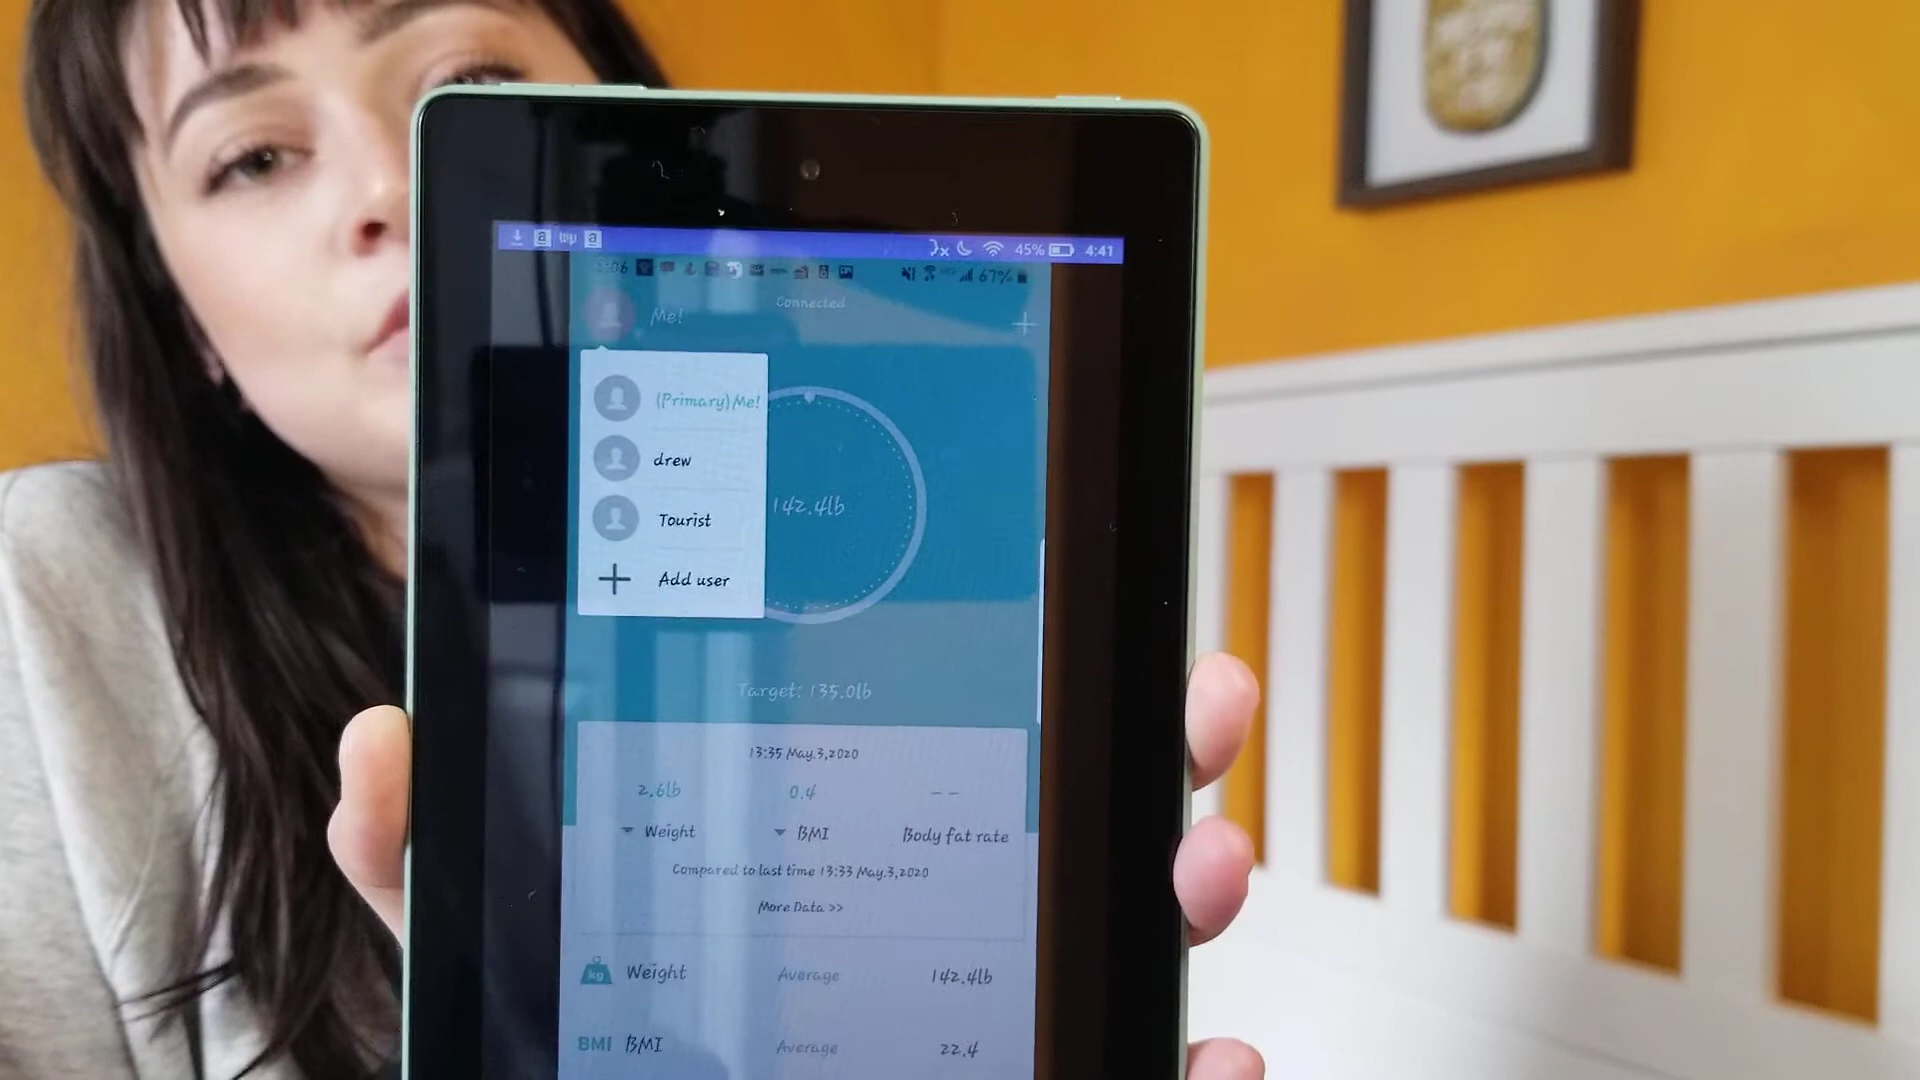 45% 4:41
:06 67%
Me! Connected
(Primary)Me!
drew
142.4lb
Tourist
Add user
Target: 135.0lb
13:35 May.3,2020
2.6lb 0.4 --
Weight BMI Body fat rate
Compared to last time 13:33 May.3,2020
More Data >>
kg Weight Average 142.4lb
BMI BMI Average 22.4